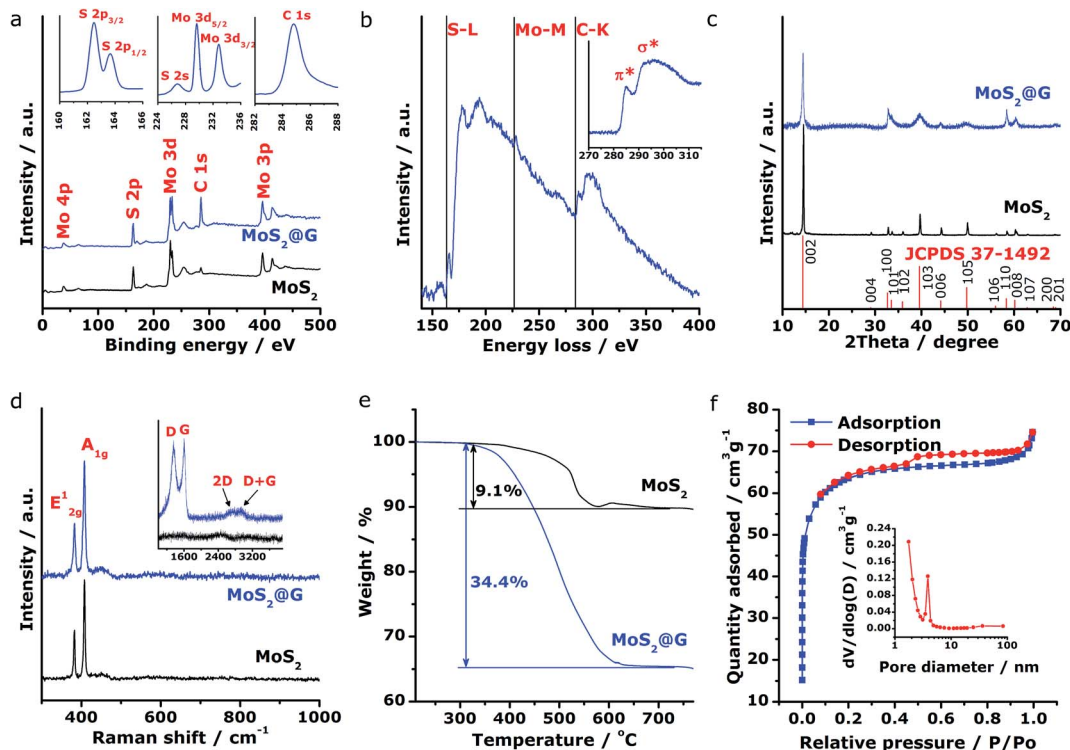 a
S 2p3/2
S 2p1/2
160 162 164 166
Mo 3d5/2
Mo 3d3/2
S 2s
224 228 230 232 236
C 1s
282 284 286 288
Intensity / a.u.
Mo 4p
S 2p
Mo 3d
C 1s
Mo 3p
MoS2@G
MoS2
0 100 200 300 400 500
Binding energy / eV
b
S-L
Mo-M
C-K
π*
σ*
270 285 300 315
Intensity / a.u.
150 200 250 300 350 400
Energy loss / eV
c
MoS2@G
MoS2
Intensity / a.u.
JCPDS 37-1492
002
004
100
101
102
103
006
105
106
110
008
107
200
201
10 20 30 40 50 60 70
2Theta / degree
d
E12g
A1g
D G
2D D+G
1600 2400 3200
MoS2@G
MoS2
Intensity / a.u.
400 600 800 1000
Raman shift / cm-1
e
100
90
80
70
60
Weight / %
9.1%
34.4%
MoS2
MoS2@G
300 400 500 600 700
Temperature / oC
f
Adsorption
Desorption
80
70
60
50
40
30
20
10
Quantity adsorbed / cm3g-1
0.24
0.20
0.16
0.12
0.08
0.04
0.00
dV/dlog(D) / cm3g-1
1 10 100
Pore diameter / nm
0.0 0.2 0.4 0.6 0.8 1.0
Relative pressure / P/Po